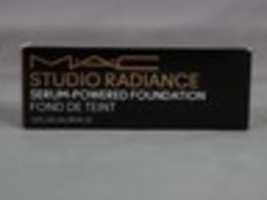 MAC
STUDIO RADIANCE
SERUM-POWERED FOUNDATION
FOND DE TEINT